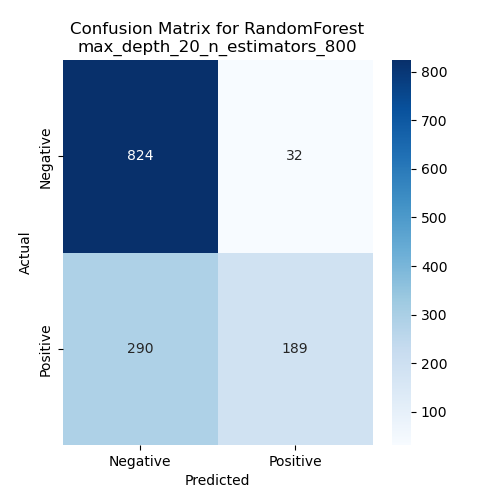 Confusion Matrix for RandomForest
max_depth_20_n_estimators_800
Actual
Negative
824
32
Positive
290
189
Negative
Positive
Predicted
800
700
600
500
400
300
200
100